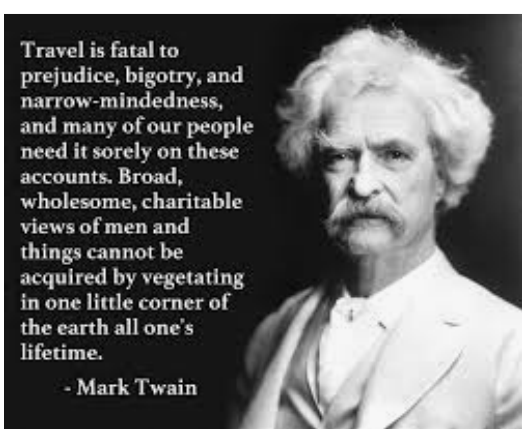 Travel is fatal to
prejudice, bigotry, and
narrow-mindedness,
and many of our people
need it sorely on these
accounts. Broad,
wholesome, charitable
views of men and
things cannot be
acquired by vegetating
in one little corner of
the earth all one's
lifetime.
- Mark Twain